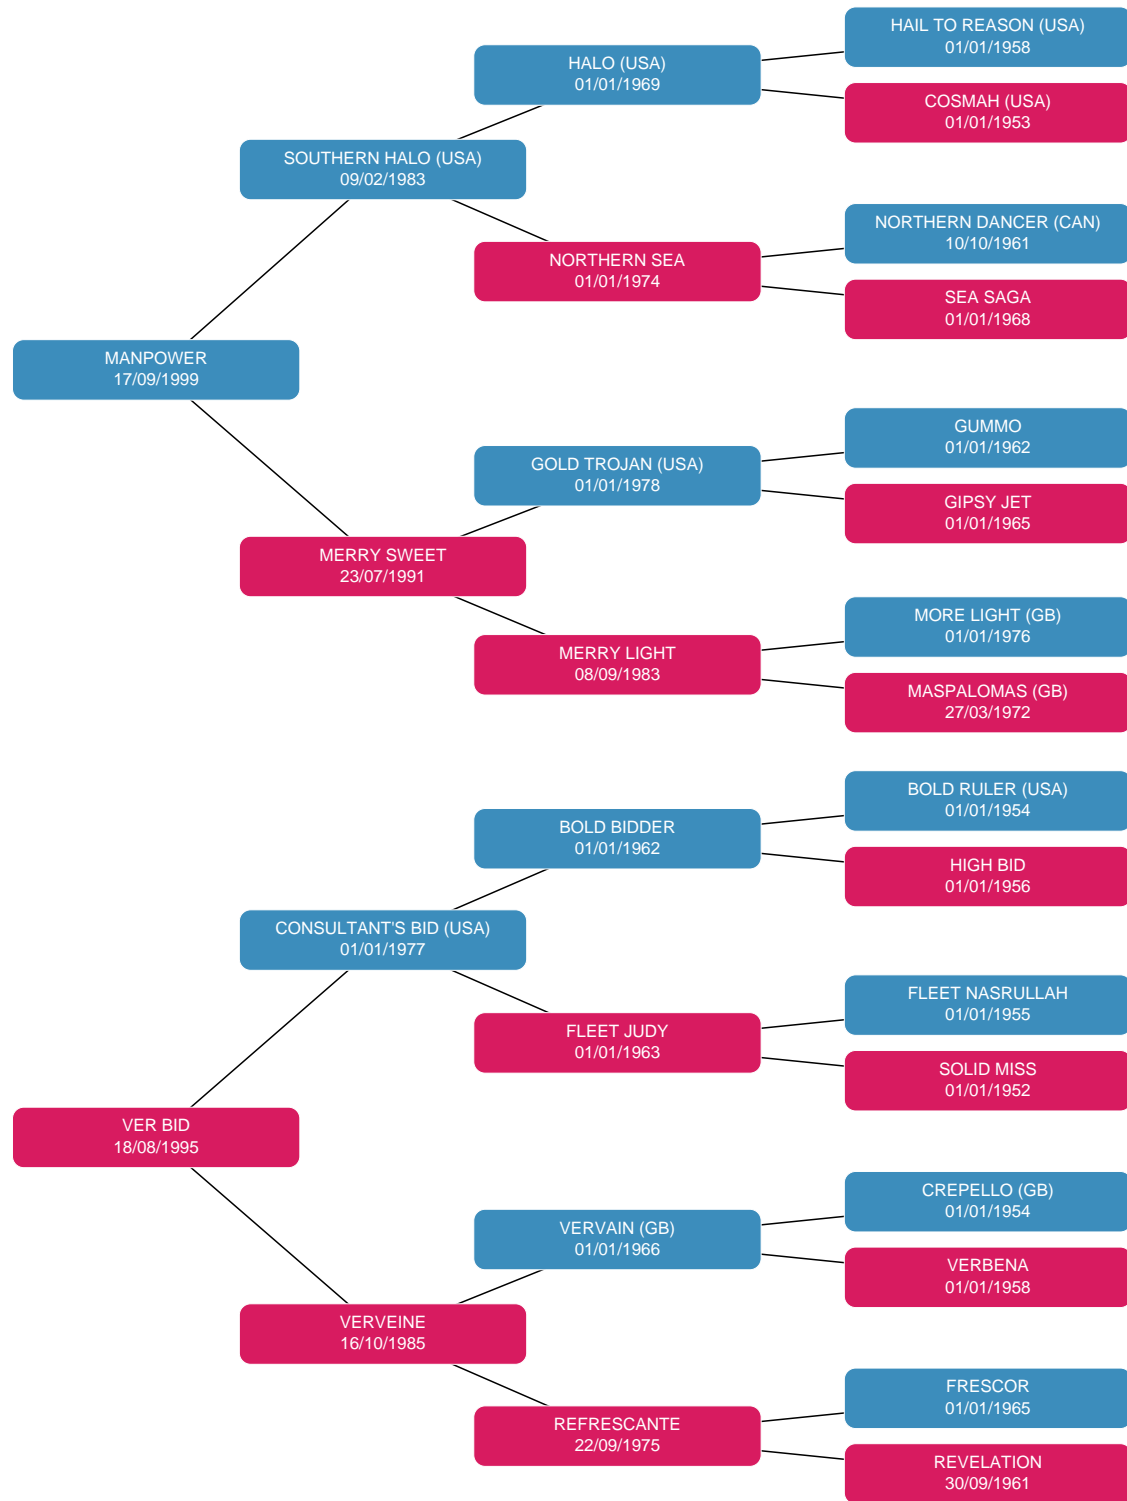 HAIL TO REASON (USA)
01/01/1958
HALO (USA)
01/01/1969
COSMAH (USA)
01/01/1953
SOUTHERN HALO (USA)
09/02/1983
NORTHERN DANCER (CAN)
10/10/1961
NORTHERN SEA
01/01/1974
SEA SAGA
01/01/1968
MANPOWER
17/09/1999
GUMMO
01/01/1962
GOLD TROJAN (USA)
01/01/1978
GIPSY JET
01/01/1965
MERRY SWEET
23/07/1991
MORE LIGHT (GB)
01/01/1976
MERRY LIGHT
08/09/1983
MASPALOMAS (GB)
27/03/1972
BOLD RULER (USA)
01/01/1954
BOLD BIDDER
01/01/1962
HIGH BID
01/01/1956
CONSULTANT'S BID (USA)
01/01/1977
FLEET NASRULLAH
01/01/1955
FLEET JUDY
01/01/1963
SOLID MISS
01/01/1952
VER BID
18/08/1995
CREPELLO (GB)
01/01/1954
VERVAIN (GB)
01/01/1966
VERBENA
01/01/1958
VERVEINE
16/10/1985
FRESCOR
01/01/1965
REFRESCANTE
22/09/1975
REVELATION
30/09/1961